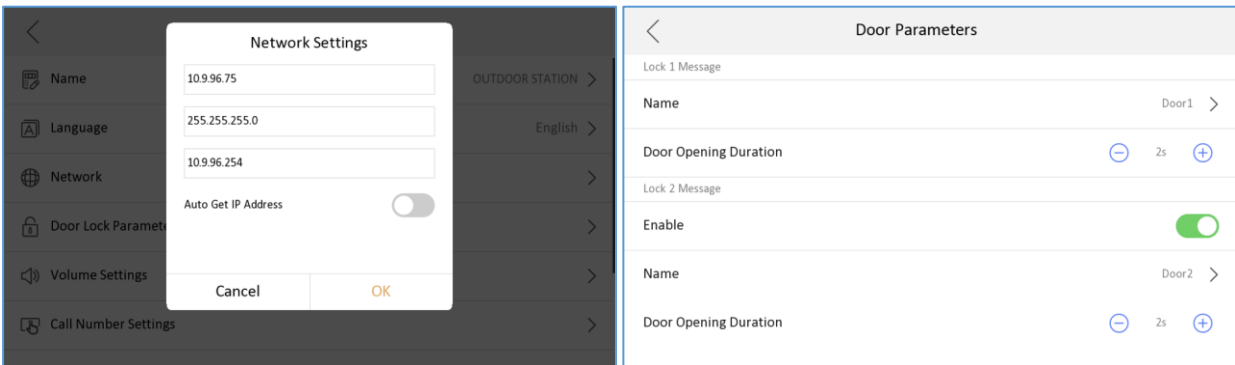 Network Settings
10.9.96.75
255.255.255.0
10.9.96.254
Auto Get IP Address
Cancel OK
Name OUTDOOR STATION
Language English
Network
Door Lock Paramete
Volume Settings
Call Number Settings
Door Parameters
Lock 1 Message
Name Door1
Door Opening Duration 2s
Lock 2 Message
Enable
Name Door2
Door Opening Duration 2s